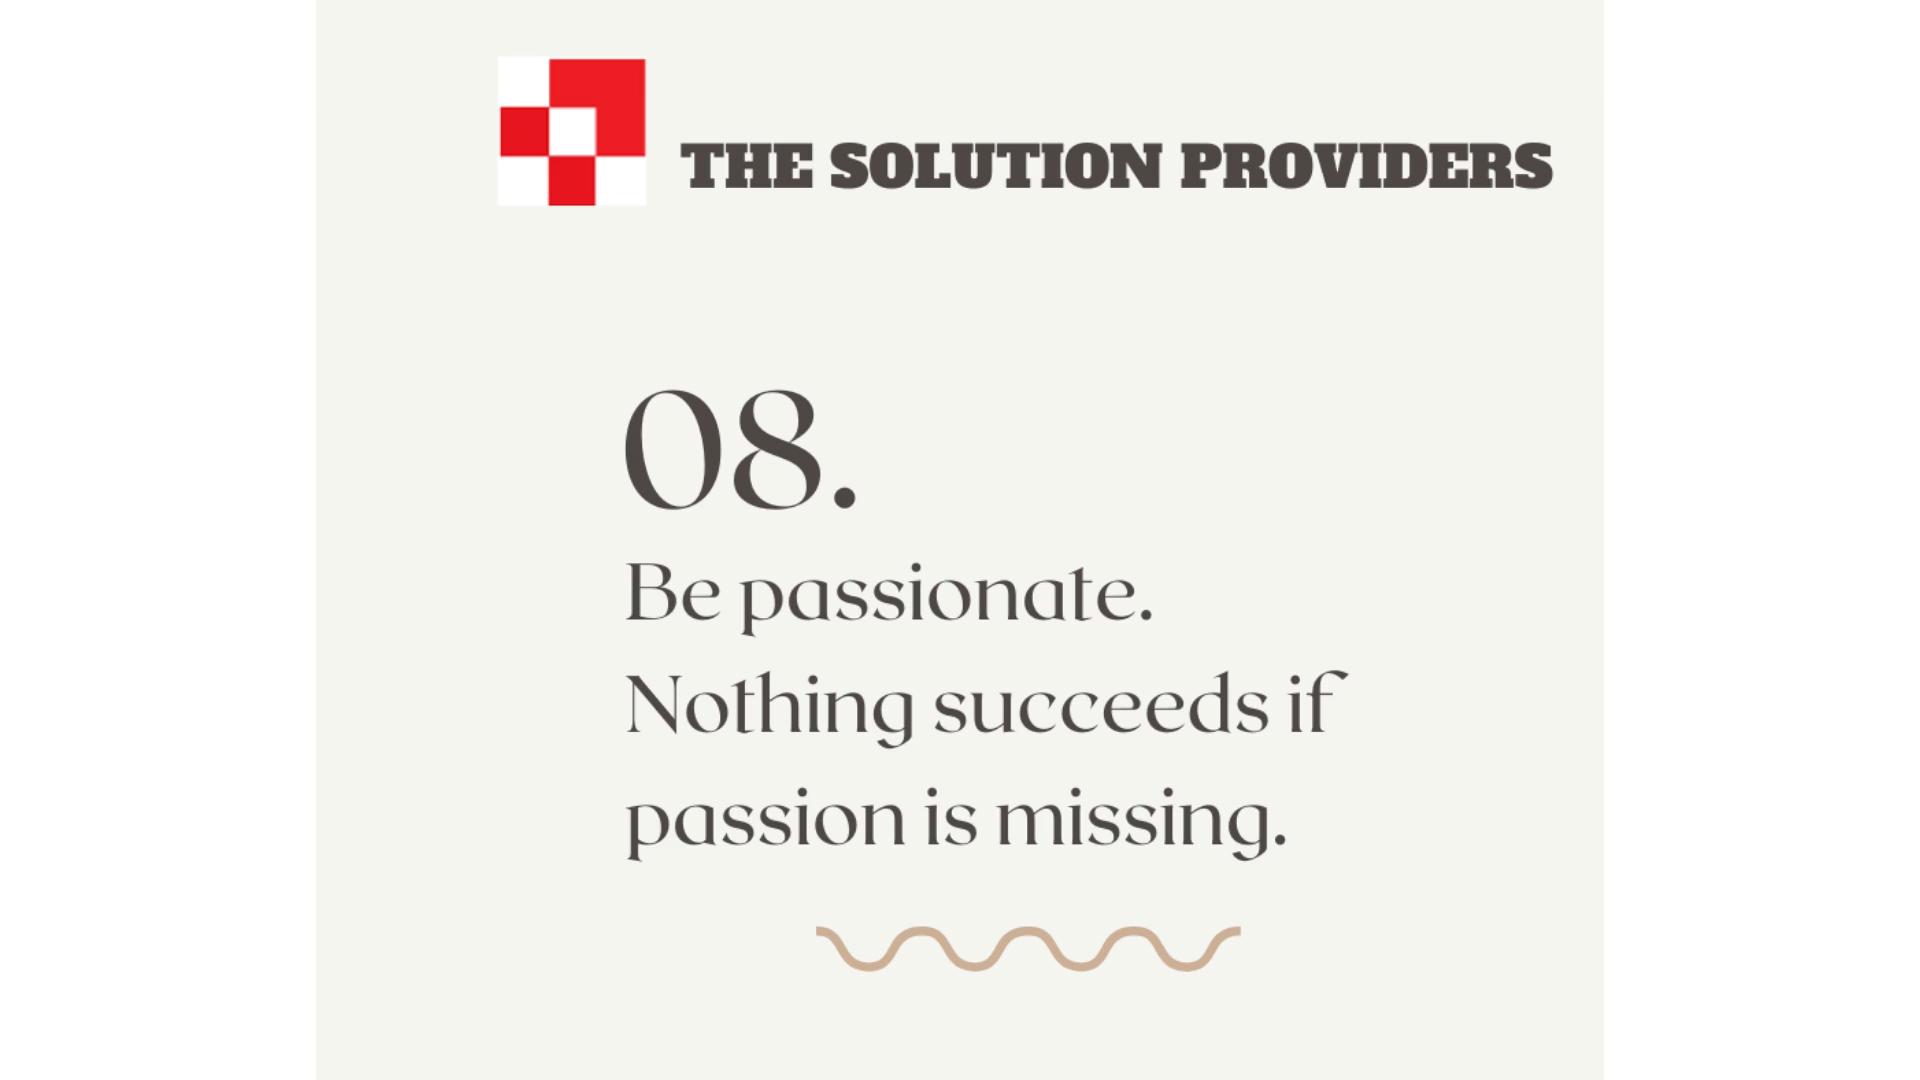 THE SOLUTION PROVIDERS
08.
Be passionate.
Nothing succeeds if
passion is missing.